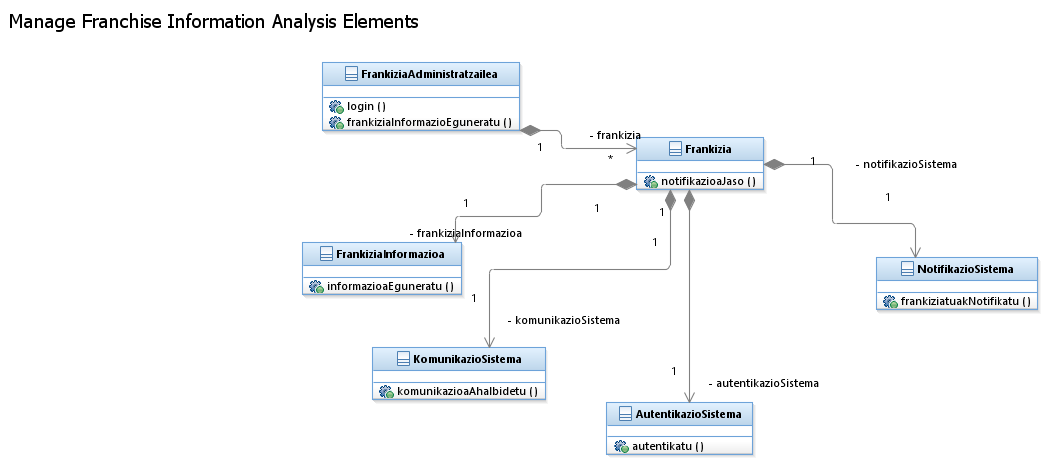 Manage Franchise Information Analysis Elements
FrankiziaAdministratzailea
login ()
frankiziaInformazioEguneratu ()
1
- frankizia
*
Frankizia
notifikazioaJaso ()
1
- notifikazioSistema
1
1
1
1
1
- frankiziaInformazioa
FrankiziaInformazioa
informazioaEguneratu ()
NotifikazioSistema
frankiziatuakNotifikatu ()
1
- komunikazioSistema
KomunikazioSistema
komunikazioaAhalbidetu ()
1
- autentikazioSistema
AutentikazioSistema
autentikatu ()